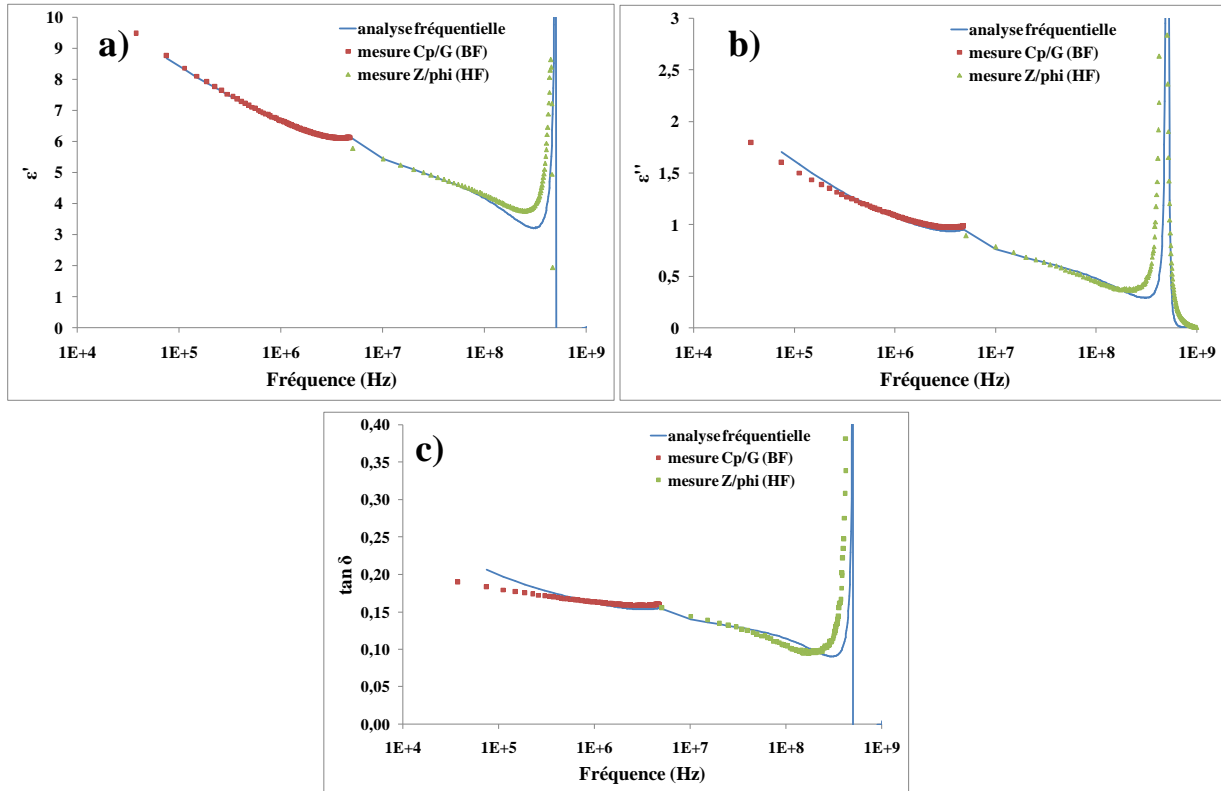 a)
analyse fréquentielle
mesure Cp/G (BF)
mesure Z/phi (HF)
10
9
8
7
6
5
4
3
2
1
0
ε'
1E+4
1E+5
1E+6
1E+7
1E+8
1E+9
Fréquence (Hz)
b)
analyse fréquentielle
mesure Cp/G (BF)
mesure Z/phi (HF)
3
2,5
2
1,5
1
0,5
0
ε''
1E+4
1E+5
1E+6
1E+7
1E+8
1E+9
Fréquence (Hz)
c)
analyse fréquentielle
mesure Cp/G (BF)
mesure Z/phi (HF)
0,40
0,35
0,30
0,25
0,20
0,15
0,10
0,05
0,00
tan δ
1E+4
1E+5
1E+6
1E+7
1E+8
1E+9
Fréquence (Hz)